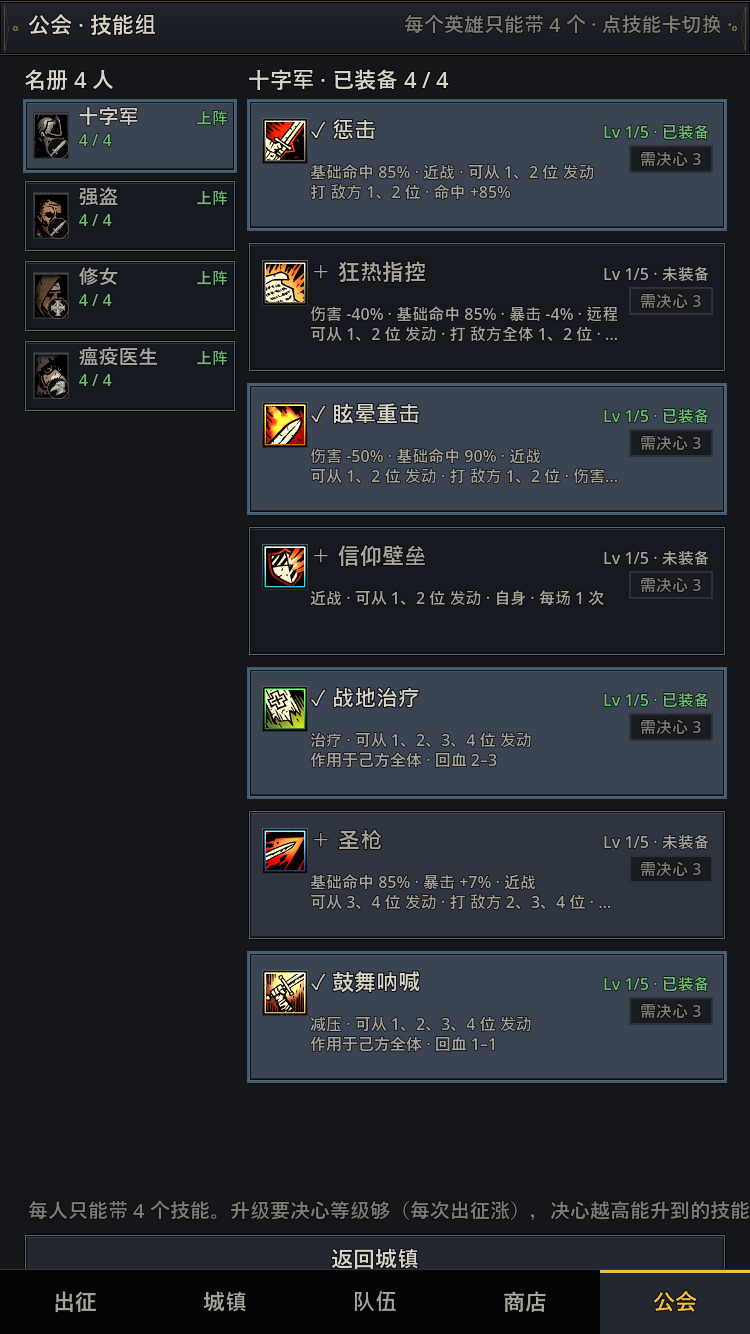 公会 · 技能组
每个英雄只能带 4 个 · 点技能卡切换 ·
名册 4 人
十字军 · 已装备 4 / 4
十字军
上阵
4 / 4
强盗
上阵
4 / 4
修女
上阵
4 / 4
瘟疫医生
上阵
4 / 4
✓ 惩击
Lv 1/5 · 已装备
需决心 3
基础命中 85% · 近战 · 可从 1、2 位 发动
打 敌方 1、2 位 · 命中 +85%
＋ 狂热指控
Lv 1/5 · 未装备
需决心 3
伤害 -40% · 基础命中 85% · 暴击 -4% · 远程
可从 1、2 位 发动 · 打 敌方全体 1、2 位 · ...
✓ 眩晕重击
Lv 1/5 · 已装备
需决心 3
伤害 -50% · 基础命中 90% · 近战
可从 1、2 位 发动 · 打 敌方 1、2 位 · 伤害...
＋ 信仰壁垒
Lv 1/5 · 未装备
需决心 3
近战 · 可从 1、2 位 发动 · 自身 · 每场 1 次
✓ 战地治疗
Lv 1/5 · 已装备
需决心 3
治疗 · 可从 1、2、3、4 位 发动
作用于己方全体 · 回血 2–3
＋ 圣枪
Lv 1/5 · 未装备
需决心 3
基础命中 85% · 暴击 +7% · 近战
可从 3、4 位 发动 · 打 敌方 2、3、4 位 · ...
✓ 鼓舞呐喊
Lv 1/5 · 已装备
需决心 3
减压 · 可从 1、2、3、4 位 发动
作用于己方全体 · 回血 1–1
每人只能带 4 个技能。升级要决心等级够（每次出征涨），决心越高能升到的技能
返回城镇
出征
城镇
队伍
商店
公会